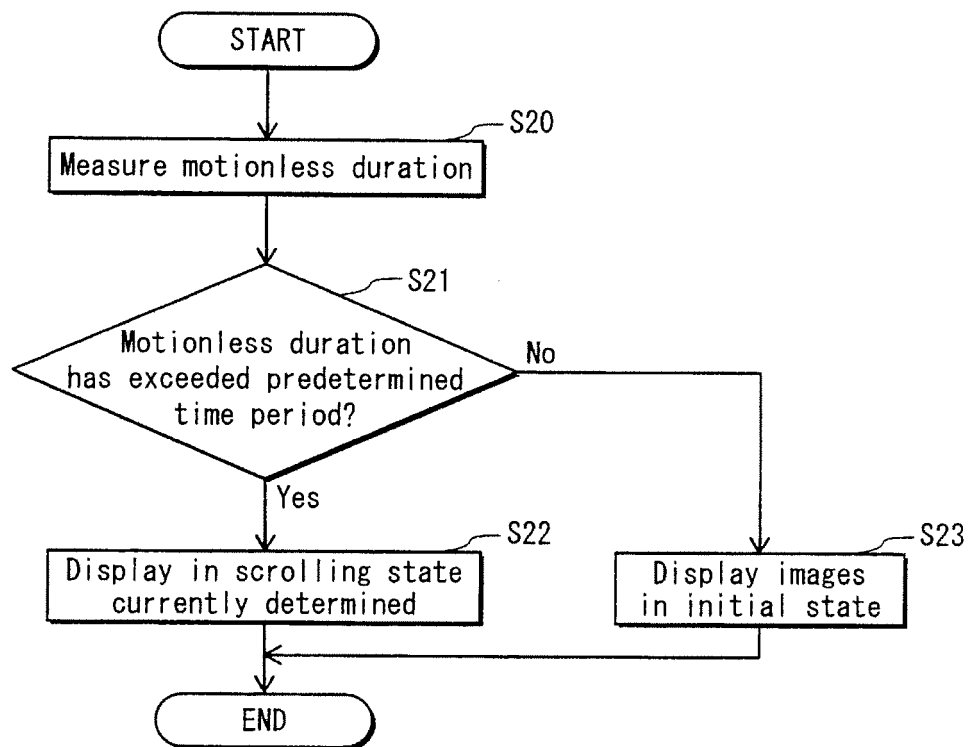 START
S20
Measure motionless duration
S21
Motionless duration
has exceeded predetermined
time period?
No
Yes
S22
Display in scrolling state
currently determined
S23
Display images
in initial state
END